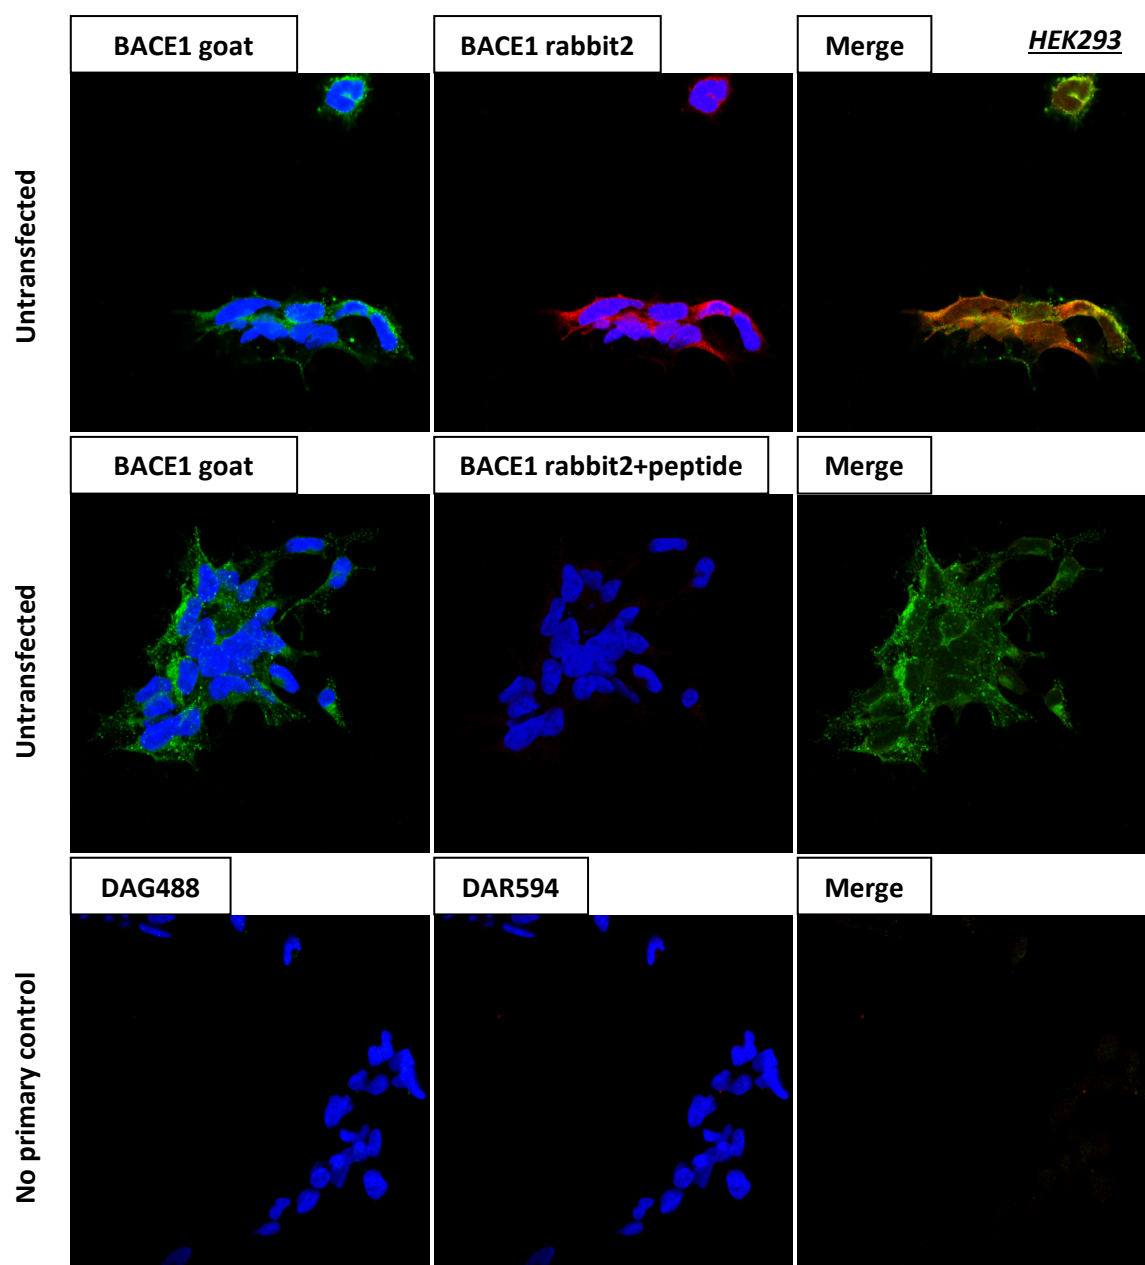 BACE1 goat
BACE1 rabbit2
Merge
HEK293
Untransfected
BACE1 goat
BACE1 rabbit2+peptide
Merge
Untransfected
DAG488
DAR594
Merge
No primary control